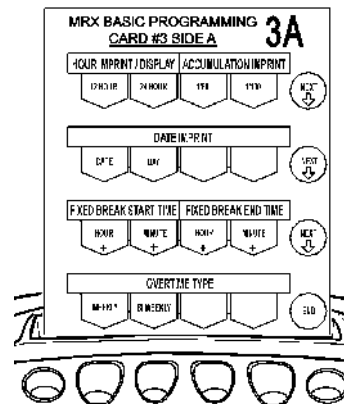 MRX BASIC PROGRAMMING
CARD #3 SIDE A
3A
HOUR IMPRINT / DISPLAY ACCUMULATION IMPRINT
12 HOUR 24 HOUR NEXT
DATE IMPRINT
DATE DAY NEXT
FIXED BREAK START TIME FIXED BREAK END TIME
HOUR + MINUTE + HOUR + MINUTE + NEXT
OVERTIME TYPE
WEEKLY BI WEEKLY END